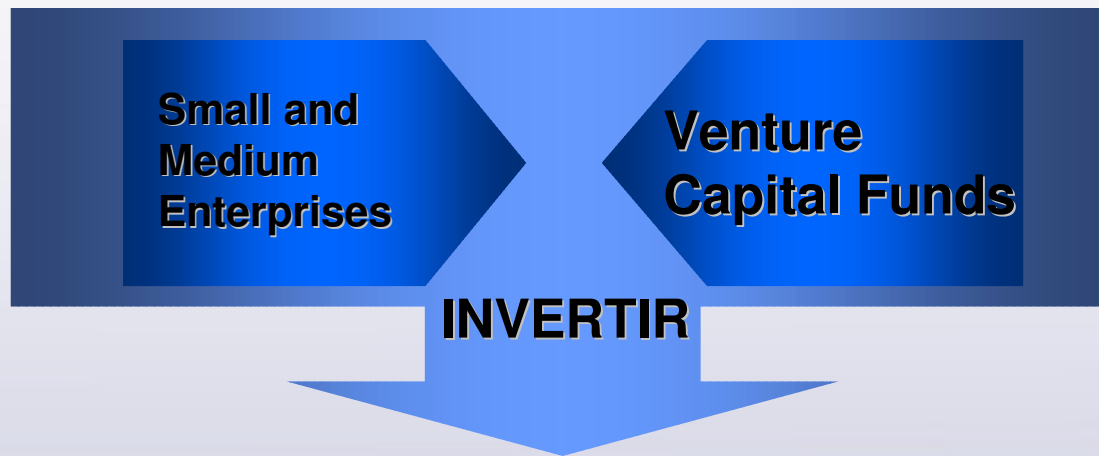 Small and
Medium
Enterprises
Venture
Capital Funds
INVERTIR